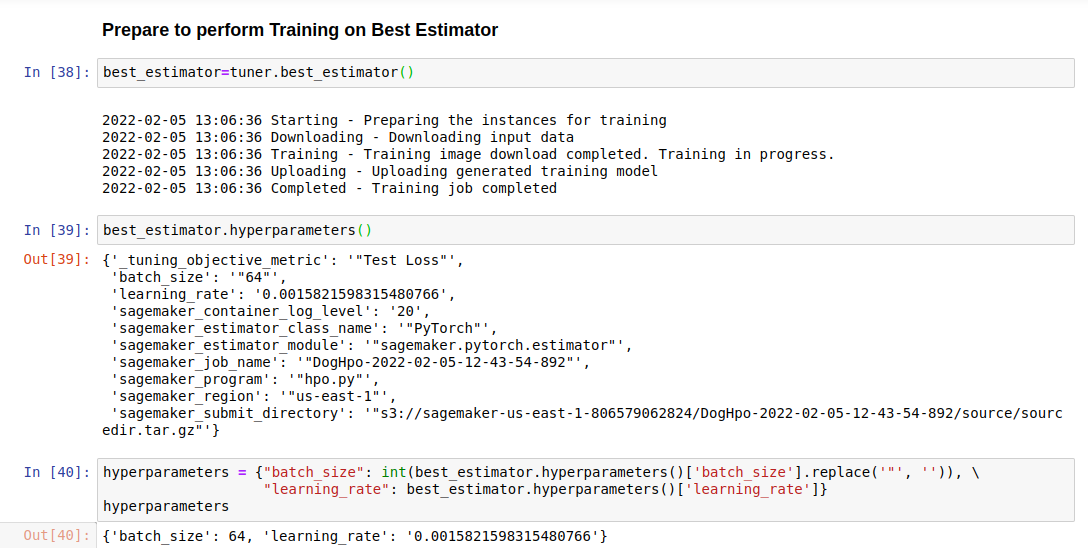 Prepare to perform Training on Best Estimator
In [38]: best_estimator=tuner.best_estimator()
2022-02-05 13:06:36 Starting - Preparing the instances for training
2022-02-05 13:06:36 Downloading - Downloading input data
2022-02-05 13:06:36 Training - Training image download completed. Training in progress.
2022-02-05 13:06:36 Uploading - Uploading generated training model
2022-02-05 13:06:36 Completed - Training job completed
In [39]: best_estimator.hyperparameters()
Out[39]: {'_tuning_objective_metric': '"Test Loss"',
'batch_size': '"64"',
'learning_rate': '0.0015821598315480766',
'sagemaker_container_log_level': '20',
'sagemaker_estimator_class_name': '"PyTorch"',
'sagemaker_estimator_module': '"sagemaker.pytorch.estimator"',
'sagemaker_job_name': '"DogHpo-2022-02-05-12-43-54-892"',
'sagemaker_program': '"hpo.py"',
'sagemaker_region': '"us-east-1"',
'sagemaker_submit_directory': '"s3://sagemaker-us-east-1-806579062824/DogHpo-2022-02-05-12-43-54-892/source/sourc
edir.tar.gz"'}
In [40]: hyperparameters = {"batch_size": int(best_estimator.hyperparameters()['batch_size'].replace('"', '')), \
"learning_rate": best_estimator.hyperparameters()['learning_rate']}
hyperparameters
Out[40]: {'batch_size': 64, 'learning_rate': '0.0015821598315480766'}